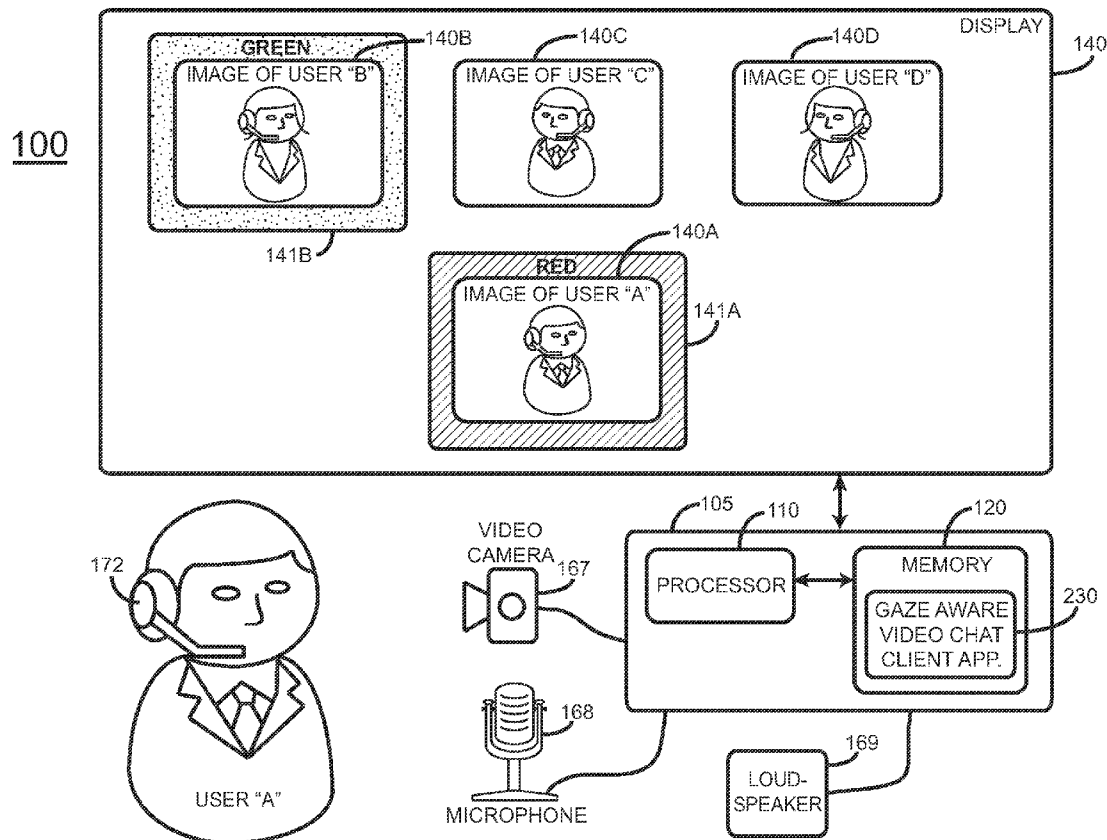 DISPLAY
140
100
GREEN
140B
IMAGE OF USER "B"
141B
140C
IMAGE OF USER "C"
140D
IMAGE OF USER "D"
RED
140A
IMAGE OF USER "A"
141A
172
USER "A"
VIDEO
CAMERA
167
168
MICROPHONE
105
110
PROCESSOR
120
MEMORY
GAZE AWARE
VIDEO CHAT
CLIENT APP.
230
169
LOUD-
SPEAKER